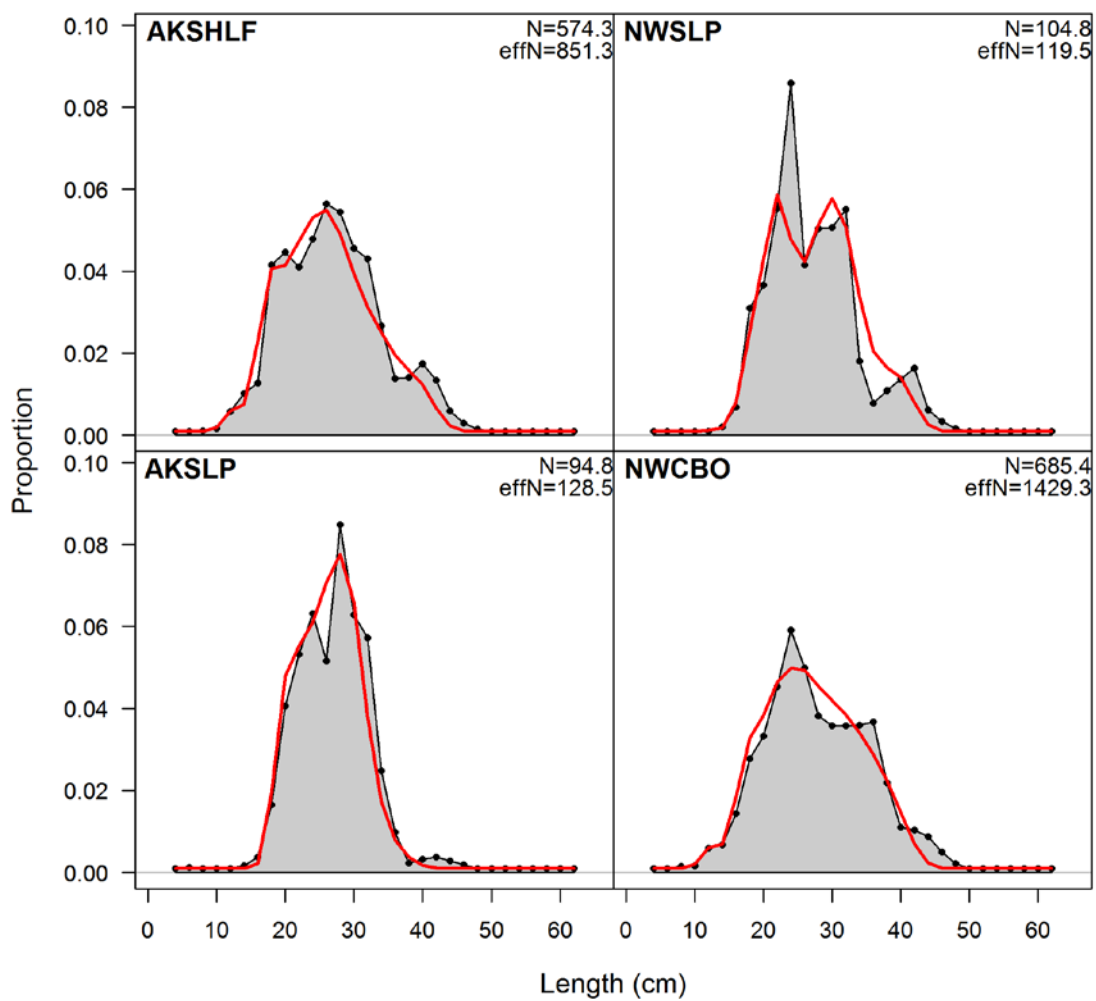 AKSHLF
N=574.3
effN=851.3
NWSLP
N=104.8
effN=119.5
AKSLP
N=94.8
effN=128.5
NWCBO
N=685.4
effN=1429.3
0.10
0.08
0.06
0.04
0.02
0.00
0.10
0.08
0.06
0.04
0.02
0.00
Proportion
0 10 20 30 40 50 60 0 10 20 30 40 50 60
Length (cm)